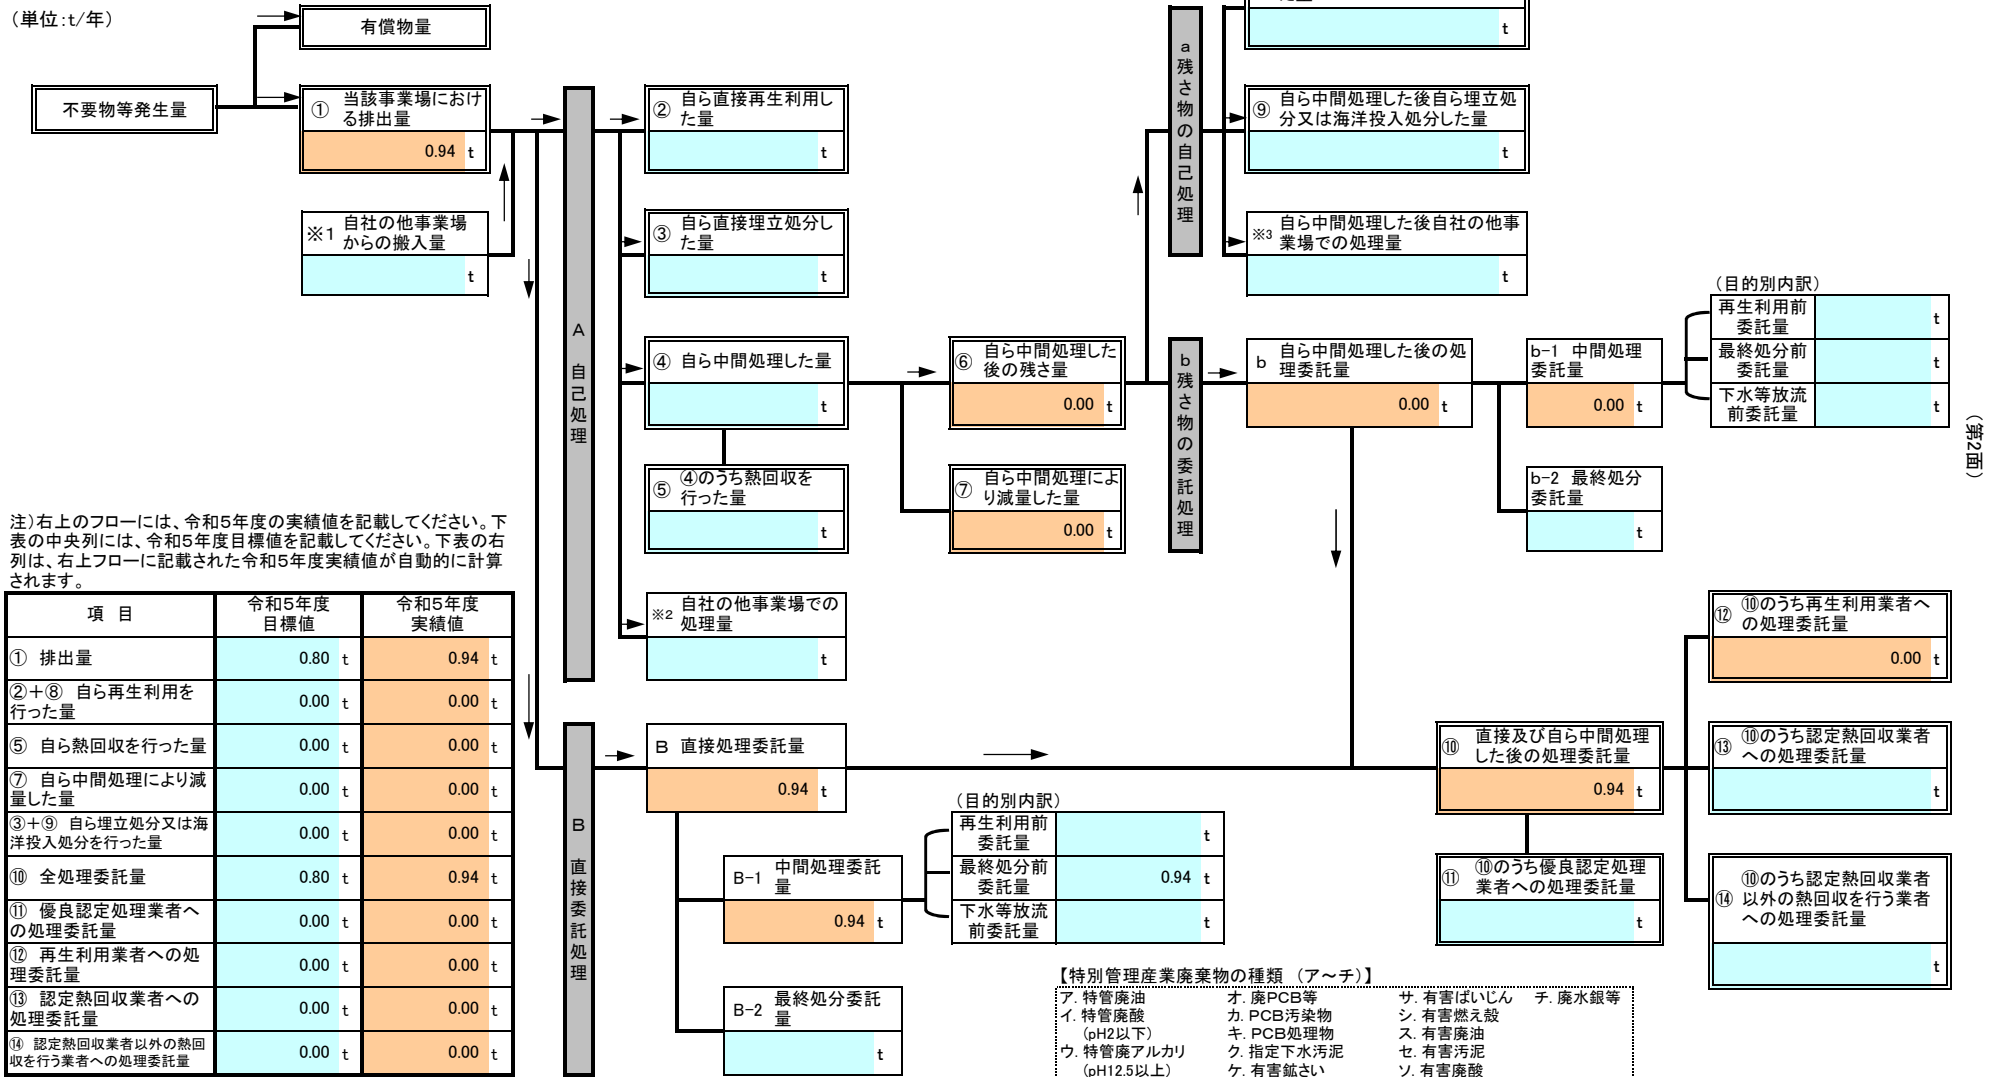 （単位：t/年）
有償物量
不要物等発生量
① 当該事業場におけ
る排出量
0.94 t
※1 自社の他事業場
からの搬入量
t
A 自己処理
② 自ら直接再生利用し
た量
t
③ 自ら直接埋立処分し
た量
t
④ 自ら中間処理した量
t
⑤ ④のうち熱回収を
行った量
t
※2 自社の他事業場での
処理量
t
⑥ 自ら中間処理した
後の残さ量
0.00 t
⑦ 自ら中間処理によ
り減量した量
0.00 t
a 残さ物の自己処理
t
⑨ 自ら中間処理した後自ら埋立処
分又は海洋投入処分した量
t
※3 自ら中間処理した後自社の他事
業場での処理量
t
b 残さ物の委託処理
b 自ら中間処理した後の処
理委託量
0.00 t
b-1 中間処理
委託量
0.00 t
b-2 最終処分
委託量
t
（目的別内訳）
再生利用前
委託量
t
最終処分前
委託量
t
下水等放流
前委託量
t
（第2面）
注）右上のフローには、令和5年度の実績値を記載してください。下
表の中央列には、令和5年度目標値を記載してください。下表の右
列は、右上フローに記載された令和5年度実績値が自動的に計算
されます。
項 目 令和5年度 令和5年度
目標値 実績値
① 排出量 0.80 t 0.94 t
②＋⑧ 自ら再生利用を
行った量 0.00 t 0.00 t
⑤ 自ら熱回収を行った量 0.00 t 0.00 t
⑦ 自ら中間処理により減
量した量 0.00 t 0.00 t
③＋⑨ 自ら埋立処分又は海
洋投入処分を行った量 0.00 t 0.00 t
⑩ 全処理委託量 0.80 t 0.94 t
⑪ 優良認定処理業者へ
の処理委託量 0.00 t 0.00 t
⑫ 再生利用業者への処
理委託量 0.00 t 0.00 t
⑬ 認定熱回収業者への
処理委託量 0.00 t 0.00 t
⑭ 認定熱回収業者以外の熱回
収を行う業者への処理委託量 0.00 t 0.00 t
B 直接委託処理
B 直接処理委託量
0.94 t
B-1 中間処理委託
量
0.94 t
B-2 最終処分委託
量
t
（目的別内訳）
再生利用前
委託量
t
最終処分前
委託量
0.94 t
下水等放流
前委託量
t
⑩ 直接及び自ら中間処理
した後の処理委託量
0.94 t
⑪ ⑩のうち優良認定処理
業者への処理委託量
t
⑫ ⑩のうち再生利用業者へ
の処理委託量
0.00 t
⑬ ⑩のうち認定熱回収業者
への処理委託量
t
⑭ ⑩のうち認定熱回収業者
以外の熱回収を行う業者
への処理委託量
t
【特別管理産業廃棄物の種類 （ア～チ）】
ア. 特管廃油 オ. 廃PCB等 サ. 有害ばいじん チ. 廃水銀等
イ. 特管廃酸 カ. PCB汚染物 シ. 有害燃え殻
（pH2以下） キ. PCB処理物 ス. 有害廃油
ウ. 特管廃アルカリ ク. 指定下水汚泥 セ. 有害汚泥
（pH12.5以上） ケ. 有害鉱さい ソ. 有害廃酸